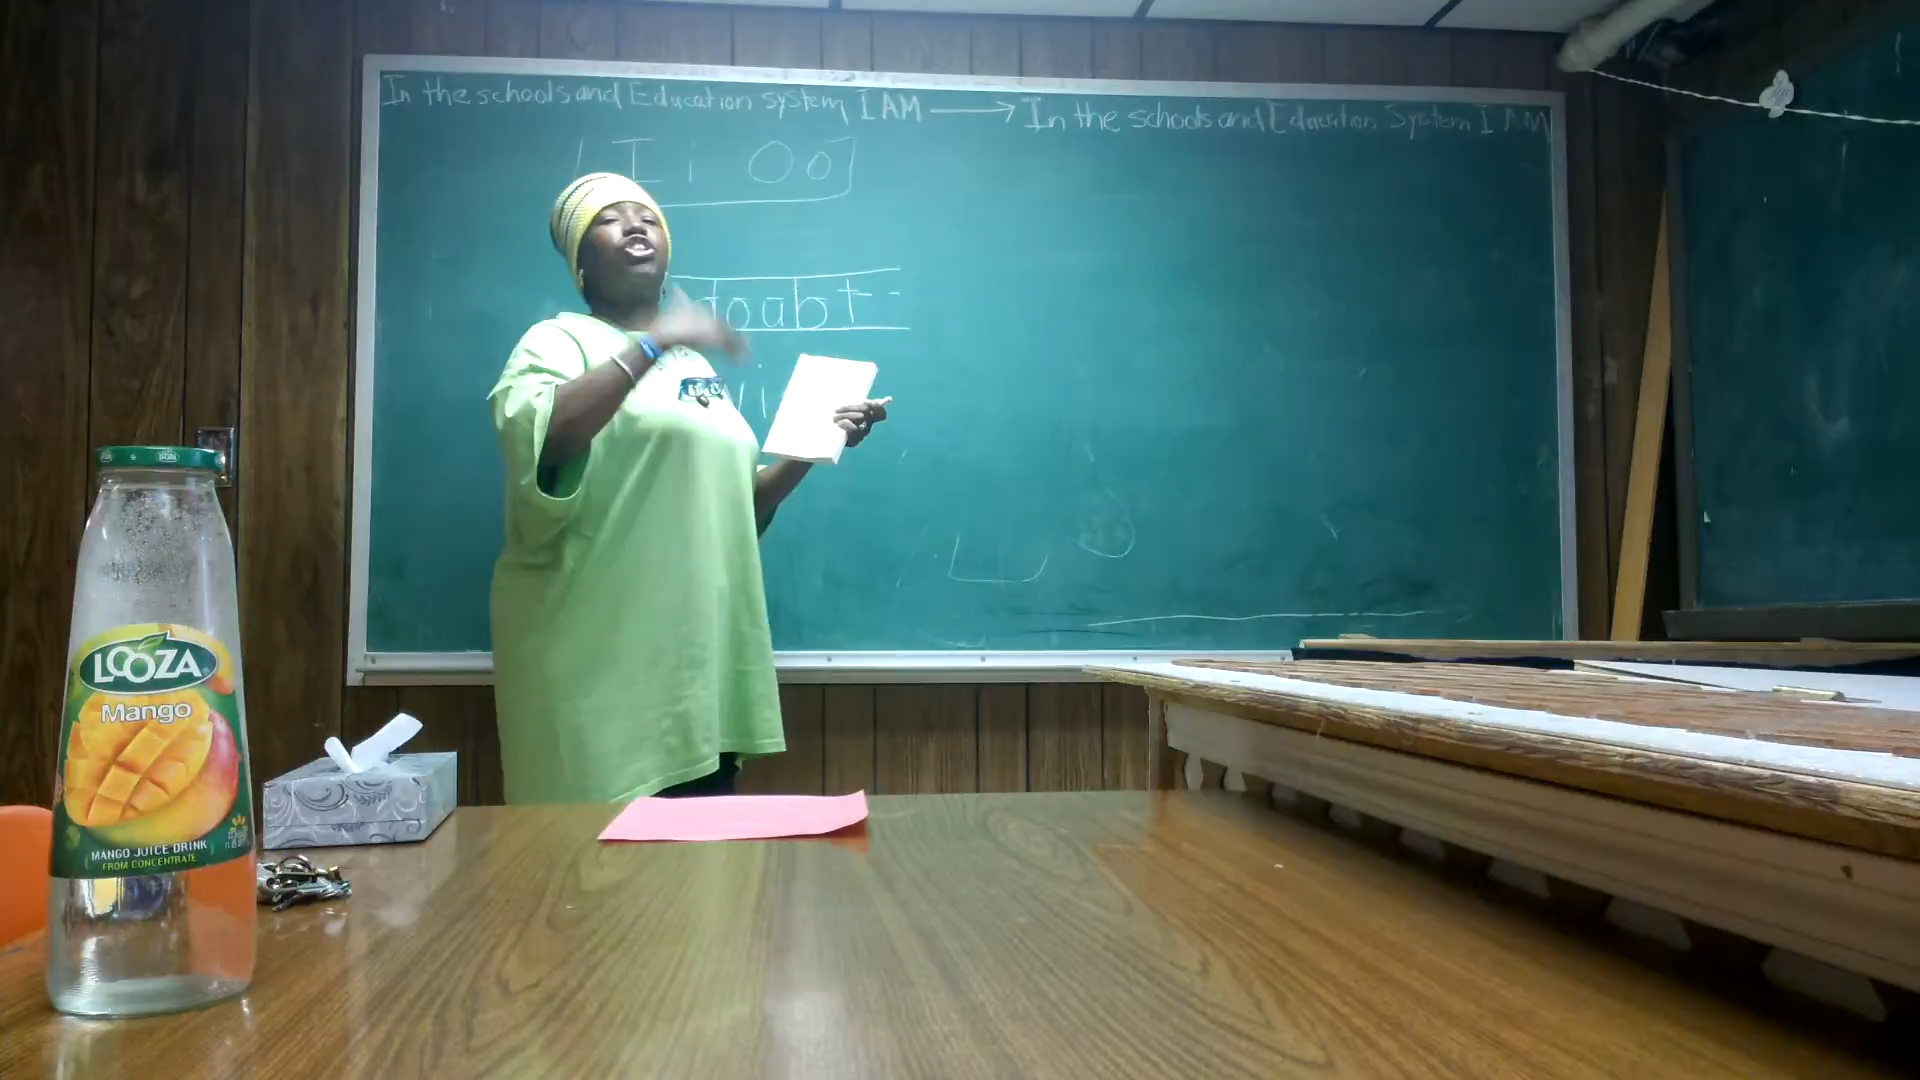 In the schools and Education system I AM → In the schools and Education System I AM
I i O o
doubt-
i
LOOZA
Mango
MANGO JUICE DRINK
FROM CONCENTRATE